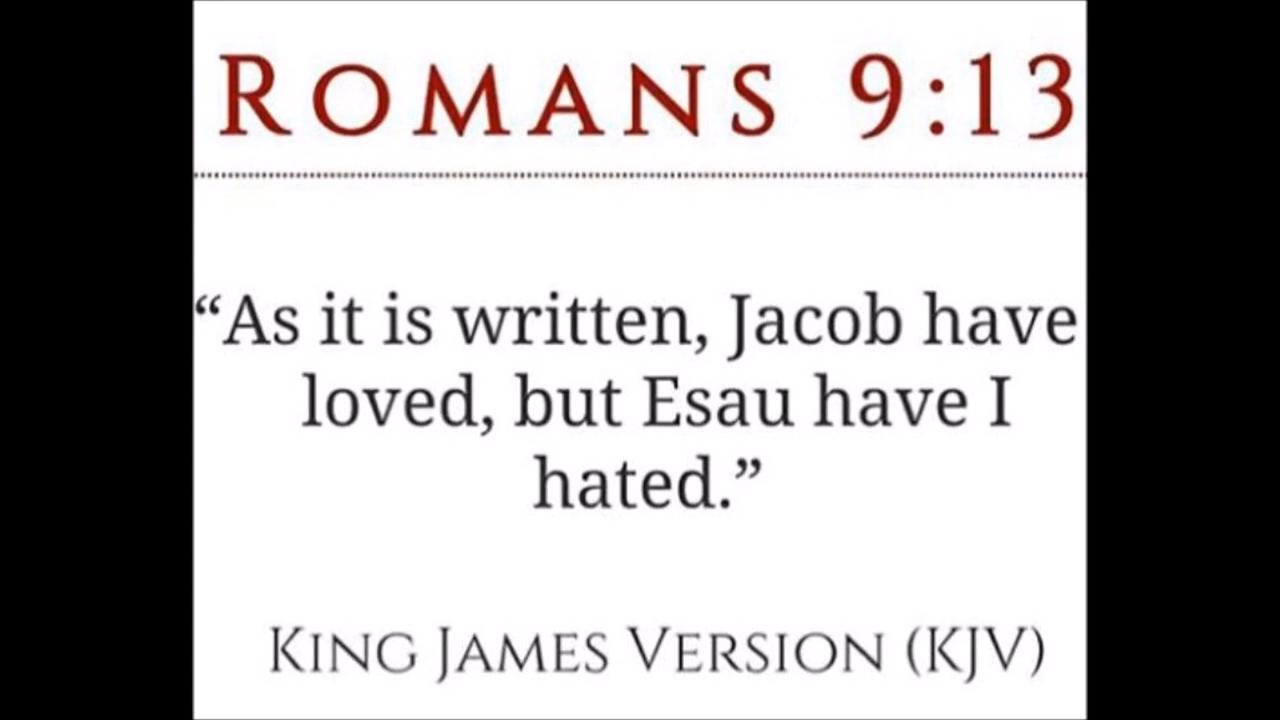 ROMANS 9:13
“As it is written, Jacob have
loved, but Esau have I
hated.”
KING JAMES VERSION (KJV)